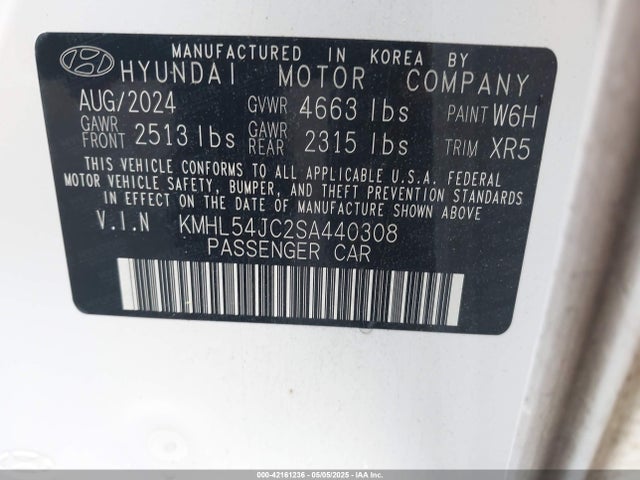 MANUFACTURED IN KOREA BY
HYUNDAI MOTOR COMPANY
AUG/2024 GVWR 4663 lbs PAINT W6H
GAWR FRONT 2513 lbs GAWR REAR 2315 lbs TRIM XR5
THIS VEHICLE CONFORMS TO ALL APPLICABLE U.S.A. FEDERAL
MOTOR VEHICLE SAFETY, BUMPER, AND THEFT PREVENTION STANDARDS
IN EFFECT ON THE DATE OF MANUFACTURE SHOWN ABOVE.
V.I.N KMHL54JC2SA440308
PASSENGER CAR
000-42161236 - 05/05/2025 - IAA Inc.